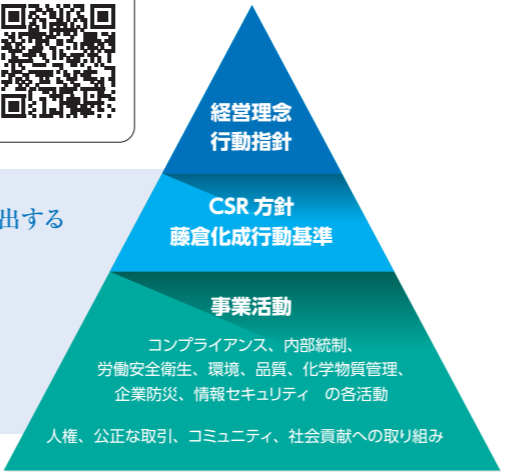 経営理念
行動指針
出する
CSR 方針
藤倉化成行動基準
事業活動
コンプライアンス、内部統制、
労働安全衛生、環境、品質、化学物質管理、
企業防災、情報セキュリティ の各活動
人権、公正な取引、コミュニティ、社会貢献への取り組み